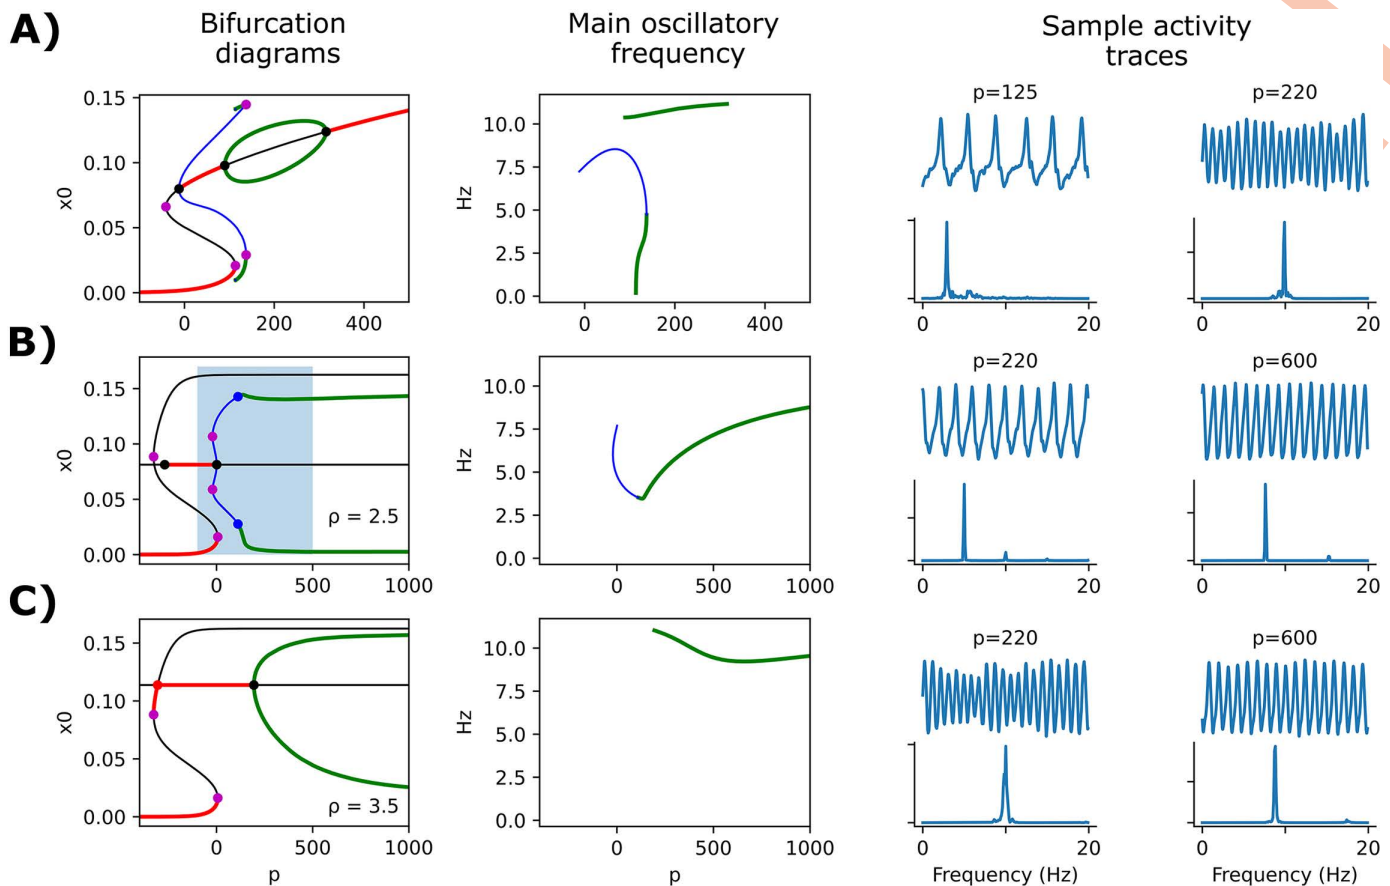 A)
Bifurcation
diagrams
Main oscillatory
frequency
Sample activity
traces
0.15
0.10
0.05
0.00
x0
0 200 400
10.0
7.5
5.0
2.5
0.0
Hz
0 200 400
p=125
p=220
0 20
0 20
B)
0.15
0.10
0.05
0.00
x0
ρ = 2.5
0 500 1000
10.0
7.5
5.0
2.5
0.0
Hz
0 500 1000
p=220
p=600
0 20
0 20
C)
0.15
0.10
0.05
0.00
x0
ρ = 3.5
0 500 1000
p
10.0
7.5
5.0
2.5
0.0
Hz
0 500 1000
p
p=220
p=600
0 20
0 20
Frequency (Hz)
Frequency (Hz)